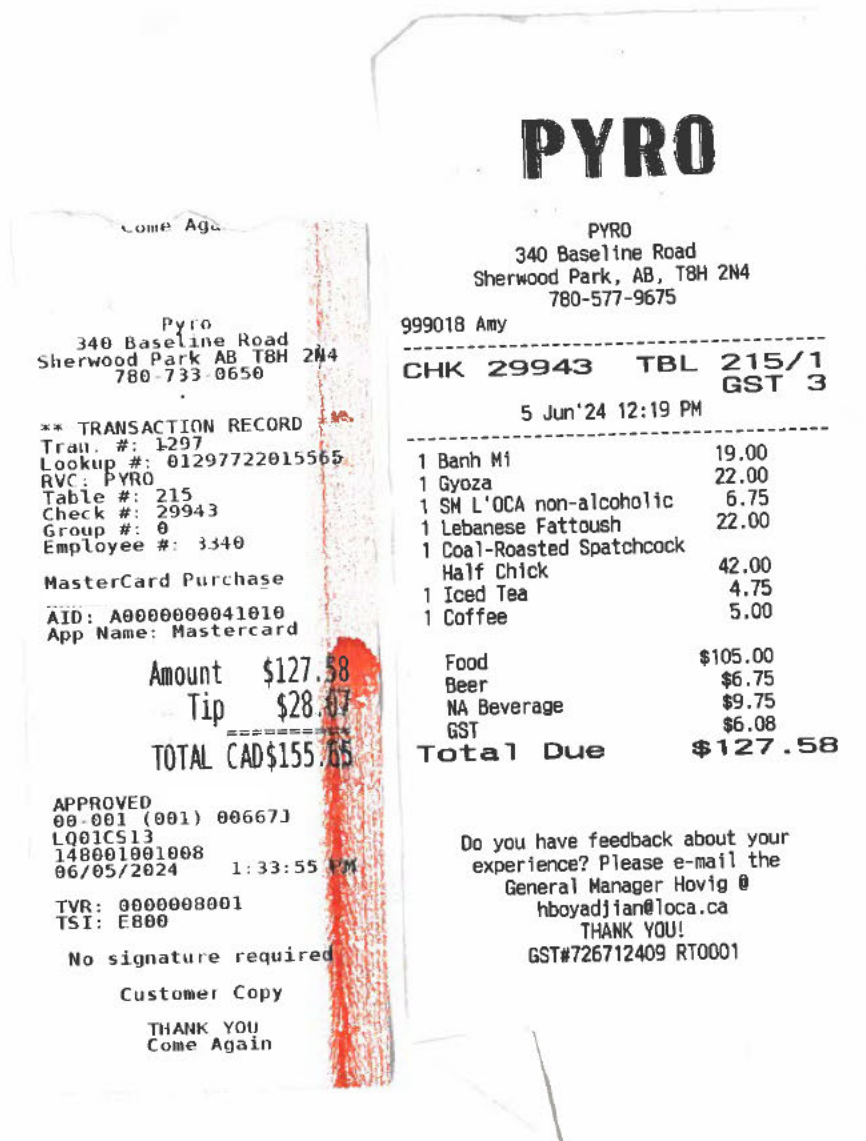 Come Aga
Pyro
340 Baseline Road
Sherwood Park AB T8H 2N4
780-733-0650
** TRANSACTION RECORD **
Tran. #: 1297
Lookup #: 01297722015565
RVC: PYRO
Table #: 215
Check #: 29943
Group #: 0
Employee #: 3340
MasterCard Purchase
AID: A0000000041010
App Name: Mastercard
Amount $127.58
Tip $28.07
==========
TOTAL CAD$155.65
APPROVED
00-001 (001) 00667J
LQ01CS13
148001001008
06/05/2024 1:33:55 PM
TVR: 0000008001
TSI: E800
No signature required
Customer Copy
THANK YOU
Come Again
PYRO
PYRO
340 Baseline Road
Sherwood Park, AB, T8H 2N4
780-577-9675
999018 Amy
CHK 29943 TBL 215/1
GST 3
5 Jun'24 12:19 PM
1 Banh Mi 19.00
1 Gyoza 22.00
1 SM L'OCA non-alcoholic 6.75
1 Lebanese Fattoush 22.00
1 Coal-Roasted Spatchcock
Half Chick 42.00
1 Iced Tea 4.75
1 Coffee 5.00
Food $105.00
Beer $6.75
NA Beverage $9.75
GST $6.08
Total Due $127.58
Do you have feedback about your
experience? Please e-mail the
General Manager Hovig @
hboyadjian@loca.ca
THANK YOU!
GST#726712409 RT0001